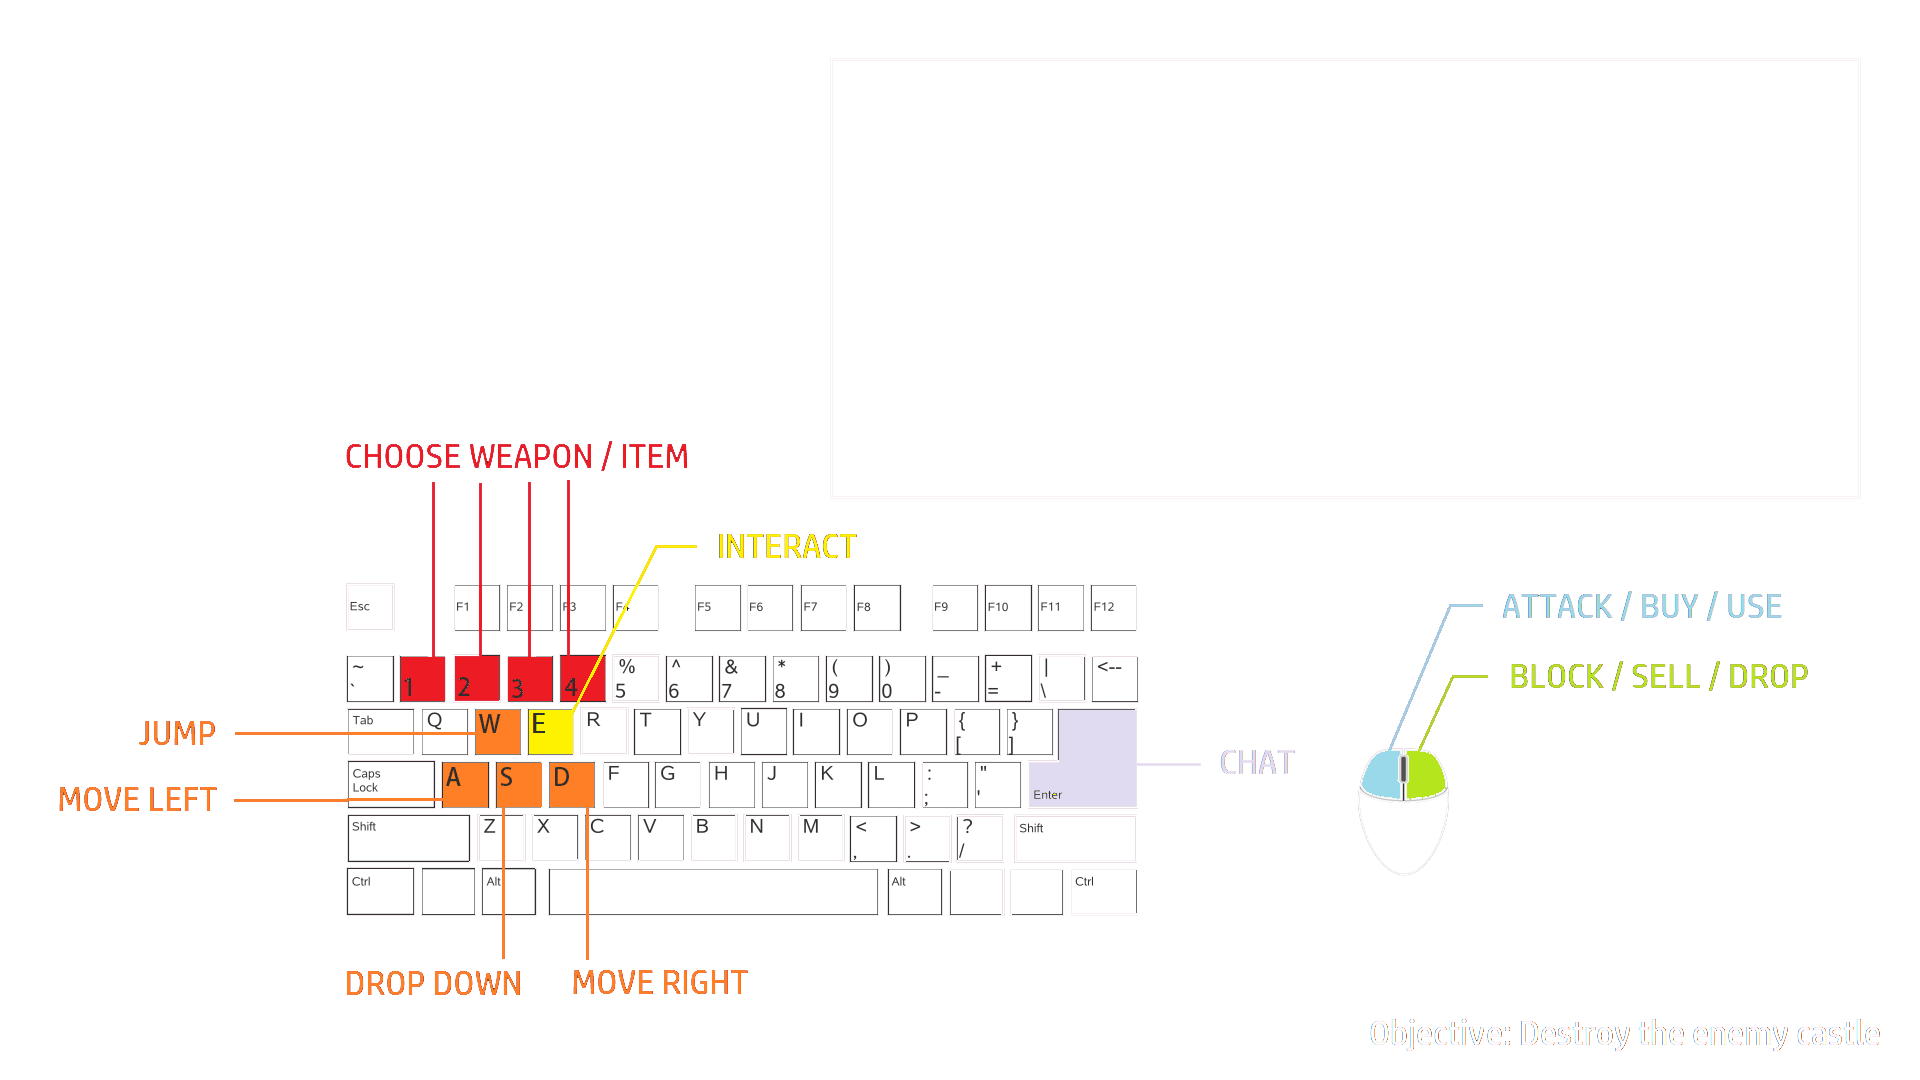 CHOOSE WEAPON / ITEM
INTERACT
Esc F1 F2 F3 F4 F5 F6 F7 F8 F9 F10 F11 F12
~ ` 1 2 3 4 % 5 ^ 6 & 7 * 8 ( 9 ) 0 _ - + = | \ <--
Tab Q W E R T Y U I O P { [ } ]
Caps Lock A S D F G H J K L : ; " ' Enter
Shift Z X C V B N M < , > . ? / Shift
Ctrl Alt Alt Ctrl
JUMP
MOVE LEFT
DROP DOWN
MOVE RIGHT
CHAT
ATTACK / BUY / USE
BLOCK / SELL / DROP
Objective: Destroy the enemy castle